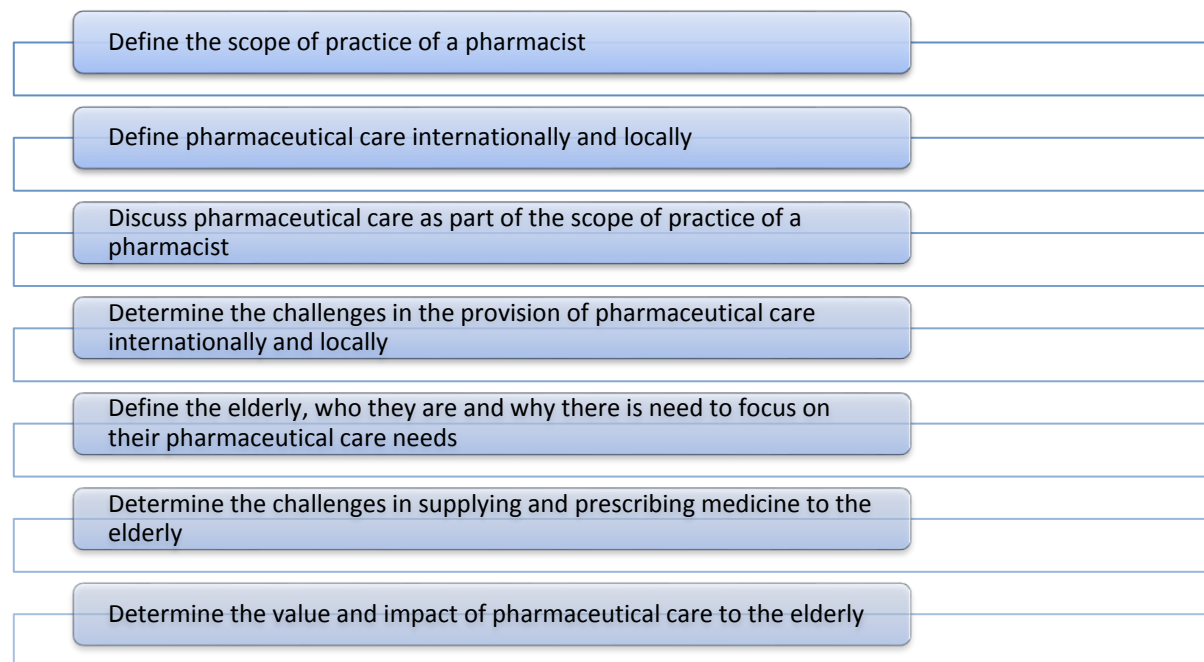 Define the scope of practice of a pharmacist
Define pharmaceutical care internationally and locally
Discuss pharmaceutical care as part of the scope of practice of a
pharmacist
Determine the challenges in the provision of pharmaceutical care
internationally and locally
Define the elderly, who they are and why there is need to focus on
their pharmaceutical care needs
Determine the challenges in supplying and prescribing medicine to the
elderly
Determine the value and impact of pharmaceutical care to the elderly